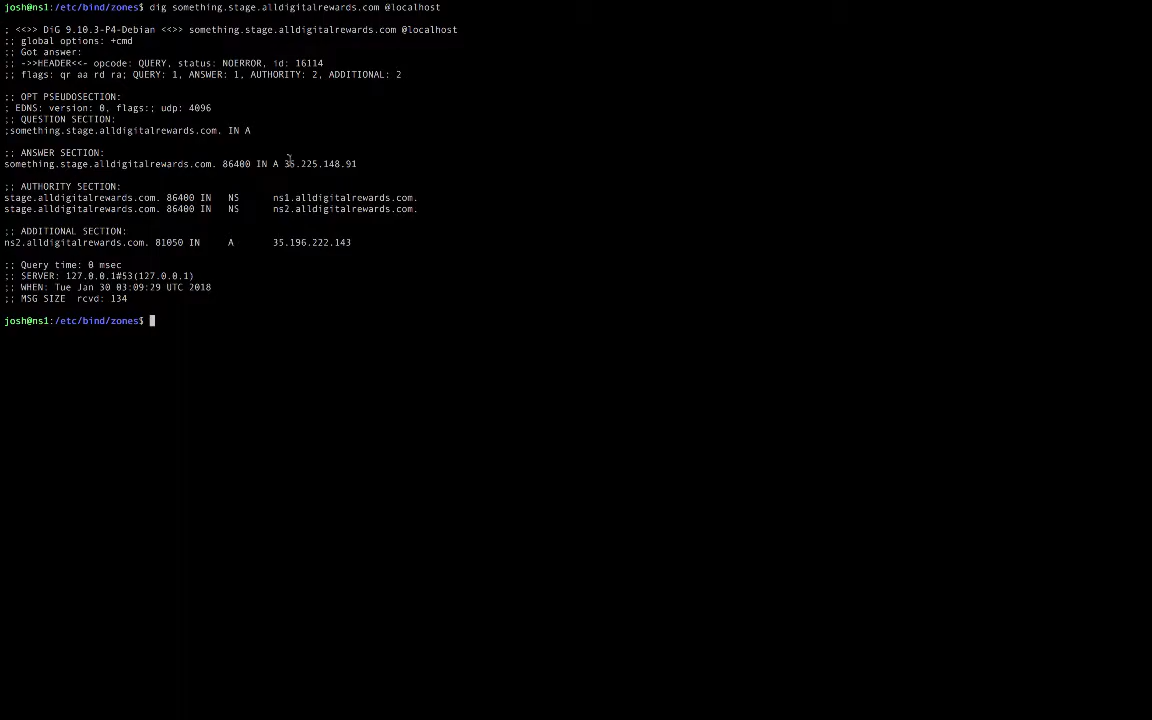 josh@ns1:/etc/bind/zones$ dig something.stage.alldigitalrewards.com @localhost
; <<>> DiG 9.10.3-P4-Debian <<>> something.stage.alldigitalrewards.com @localhost
;; global options: +cmd
;; Got answer:
;; ->>HEADER<<- opcode: QUERY, status: NOERROR, id: 16114
;; flags: qr aa rd ra; QUERY: 1, ANSWER: 1, AUTHORITY: 2, ADDITIONAL: 2
;; OPT PSEUDOSECTION:
; EDNS: version: 0, flags:; udp: 4096
;; QUESTION SECTION:
;something.stage.alldigitalrewards.com. IN A
;; ANSWER SECTION:
something.stage.alldigitalrewards.com. 86400 IN A 35.225.148.91
;; AUTHORITY SECTION:
stage.alldigitalrewards.com. 86400 IN NS ns1.alldigitalrewards.com.
stage.alldigitalrewards.com. 86400 IN NS ns2.alldigitalrewards.com.
;; ADDITIONAL SECTION:
ns2.alldigitalrewards.com. 81050 IN A 35.196.222.143
;; Query time: 0 msec
;; SERVER: 127.0.0.1#53(127.0.0.1)
;; WHEN: Tue Jan 30 03:09:29 UTC 2018
;; MSG SIZE rcvd: 134
josh@ns1:/etc/bind/zones$